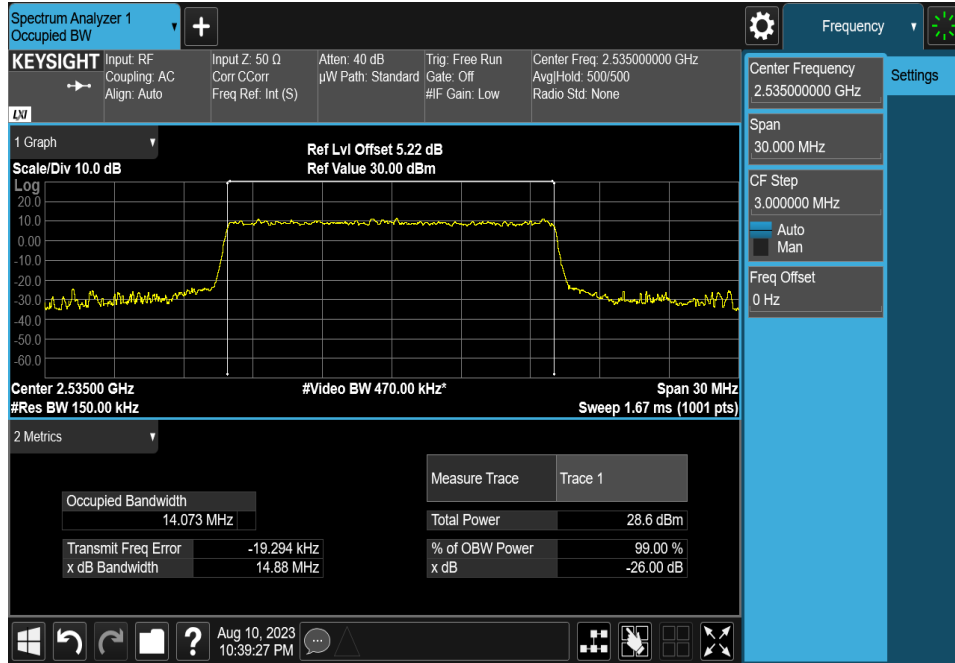 Spectrum Analyzer 1
Occupied BW
+
Frequency
KEYSIGHT
LXI
Input: RF
Coupling: AC
Align: Auto
Input Z: 50 Ω
Corr CCorr
Freq Ref: Int (S)
Atten: 40 dB
µW Path: Standard
Trig: Free Run
Gate: Off
#IF Gain: Low
Center Freq: 2.535000000 GHz
Avg|Hold: 500/500
Radio Std: None
Center Frequency
2.535000000 GHz
Settings
Span
30.000 MHz
CF Step
3.000000 MHz
Auto
Man
Freq Offset
0 Hz
1 Graph
Scale/Div 10.0 dB
Ref Lvl Offset 5.22 dB
Ref Value 30.00 dBm
Log
20.0
10.0
0.00
-10.0
-20.0
-30.0
-40.0
-50.0
-60.0
Center 2.53500 GHz
#Video BW 470.00 kHz*
Span 30 MHz
#Res BW 150.00 kHz
Sweep 1.67 ms (1001 pts)
2 Metrics
Measure Trace Trace 1
Occupied Bandwidth
14.073 MHz
Total Power 28.6 dBm
Transmit Freq Error -19.294 kHz
% of OBW Power 99.00 %
x dB Bandwidth 14.88 MHz
x dB -26.00 dB
?
Aug 10, 2023
10:39:27 PM